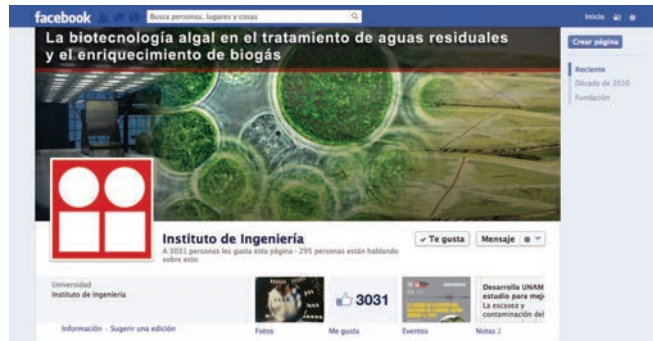 facebook
Busca personas, lugares y cosas
Inicio
La biotecnología algal en el tratamiento de aguas residuales
y el enriquecimiento de biogás
Crear página
Reciente
Década de 2010
Fundación
Instituto de Ingeniería
A 3031 personas les gusta esta página · 295 personas están hablando
sobre esto
✓ Te gusta
Mensaje
Universidad
Instituto de Ingeniería
Información - Sugerir una edición
3031
Desarrolla UNAM
estudio para mej
La escasez y
contaminación del
Fotos
Me gusta
Eventos
Notas 2